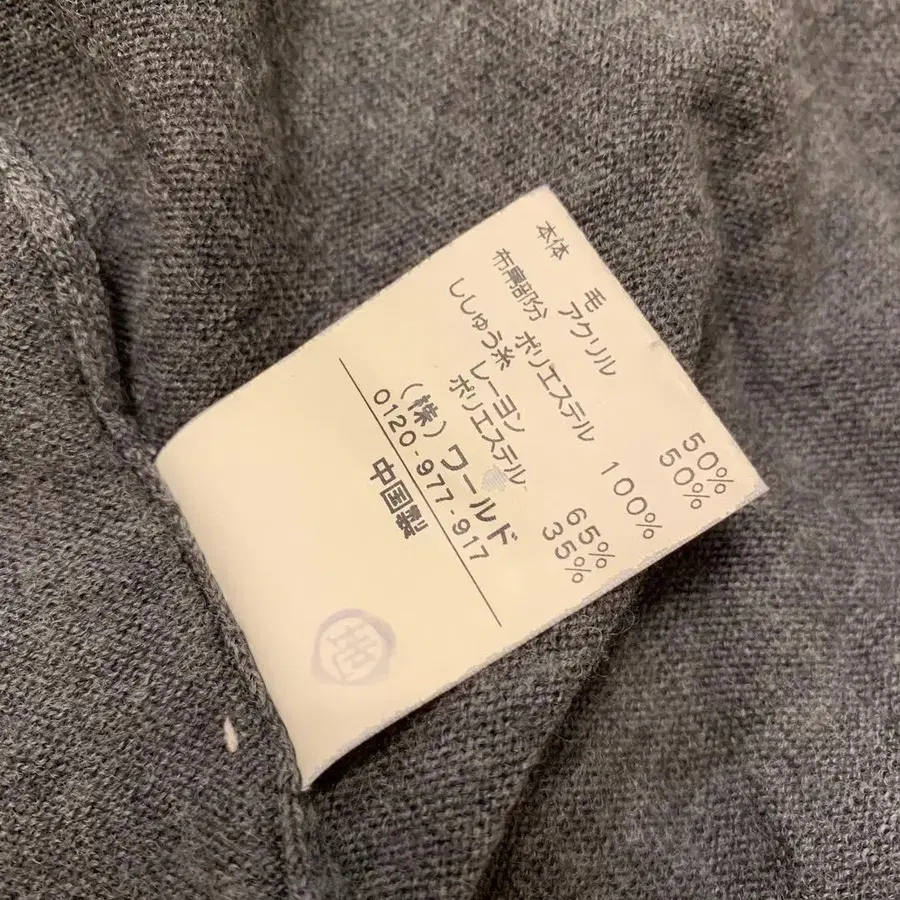 本体 毛 50%
アクリル 50%
布帛部分 ポリエステル 100%
ししゅう糸 レーヨン 65%
ポリエステル 35%
(株)ワールド
0120-977-917
中国製